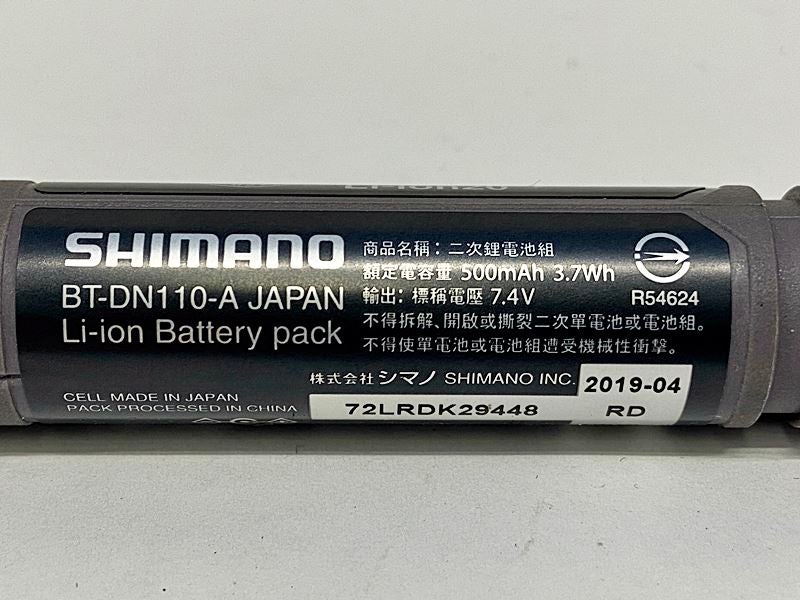 SHIMANO
BT-DN110-A JAPAN
Li-ion Battery pack
商品名稱：二次鋰電池組
額定電容量 500mAh 3.7Wh
輸出：標稱電壓 7.4V
不得拆解、開啟或撕裂二次單電池或電池組。
不得使單電池或電池組遭受機械性衝擊。
R54624
株式会社シマノ SHIMANO INC.
2019-04
CELL MADE IN JAPAN
PACK PROCESSED IN CHINA
72LRDK29448
RD